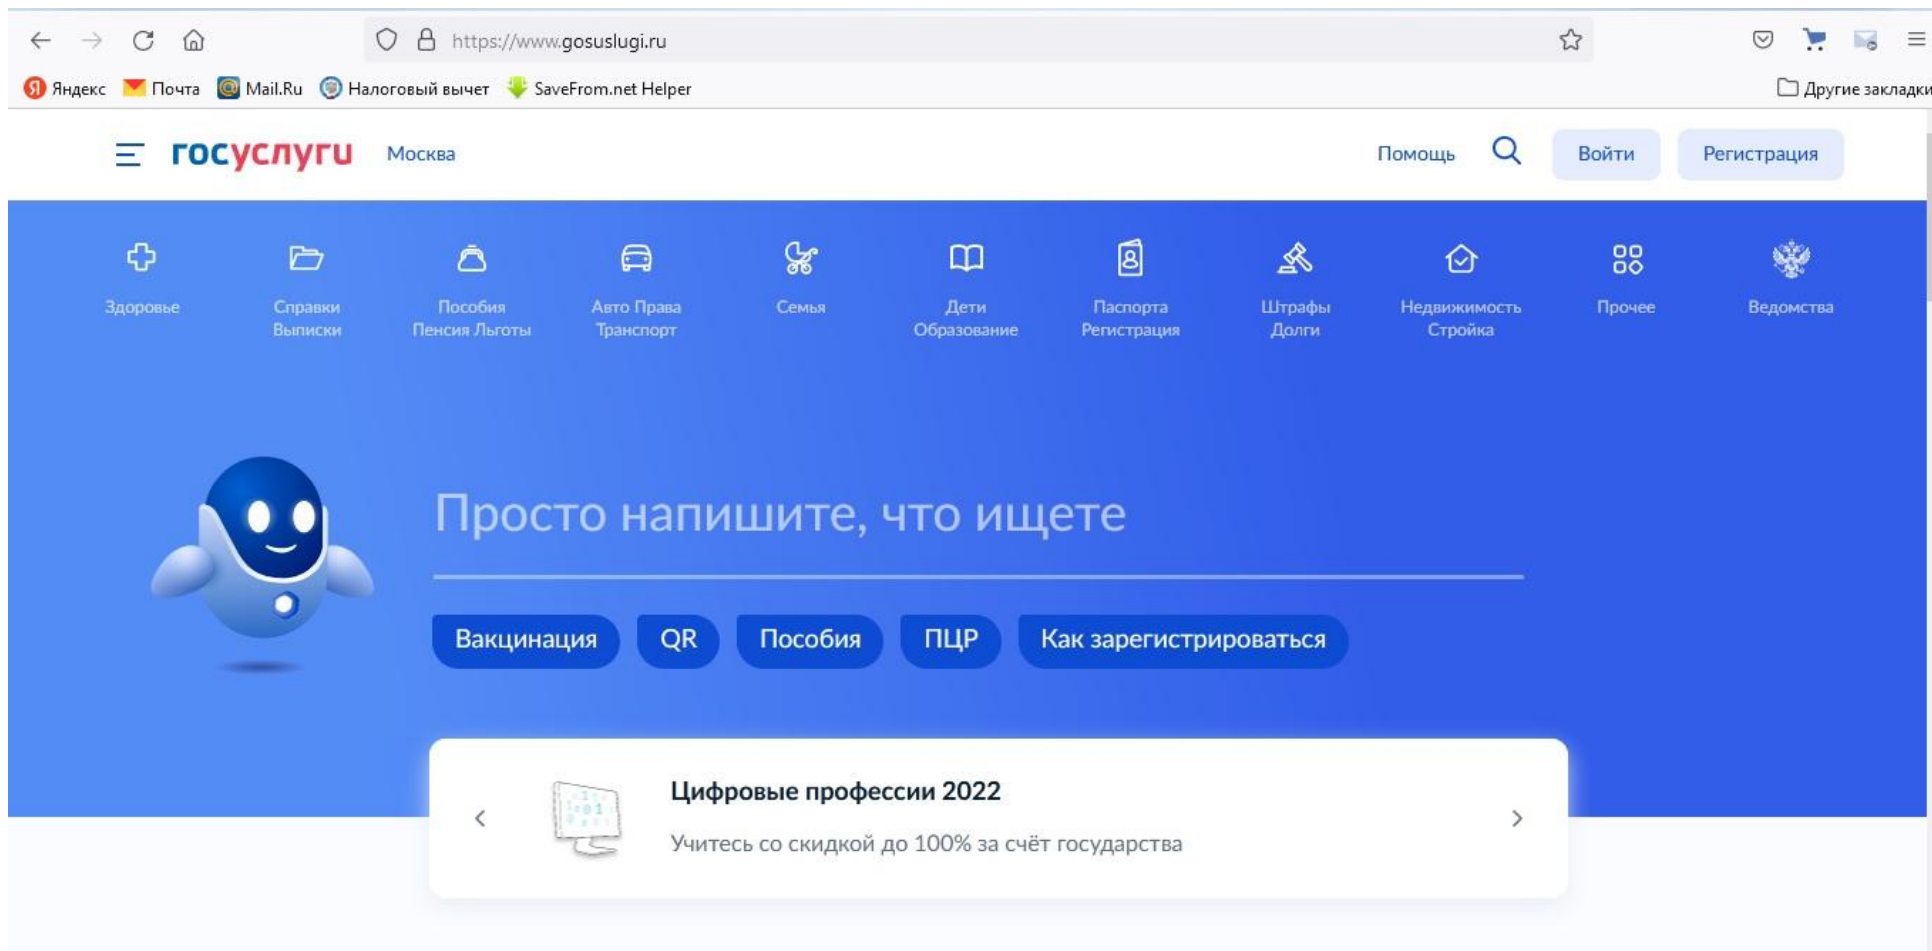 https://www.gosuslugi.ru
Яндекс Почта Mail.Ru Налоговый вычет SaveFrom.net Helper Другие закладки
госуслуги Москва Помощь Войти Регистрация
Здоровье
Справки
Выписки
Пособия
Пенсия Льготы
Авто Права
Транспорт
Семья
Дети
Образование
Паспорта
Регистрация
Штрафы
Долги
Недвижимость
Стройка
Прочее
Ведомства
Просто напишите, что ищете
Вакцинация QR Пособия ПЦР Как зарегистрироваться
Цифровые профессии 2022
Учитесь со скидкой до 100% за счёт государства